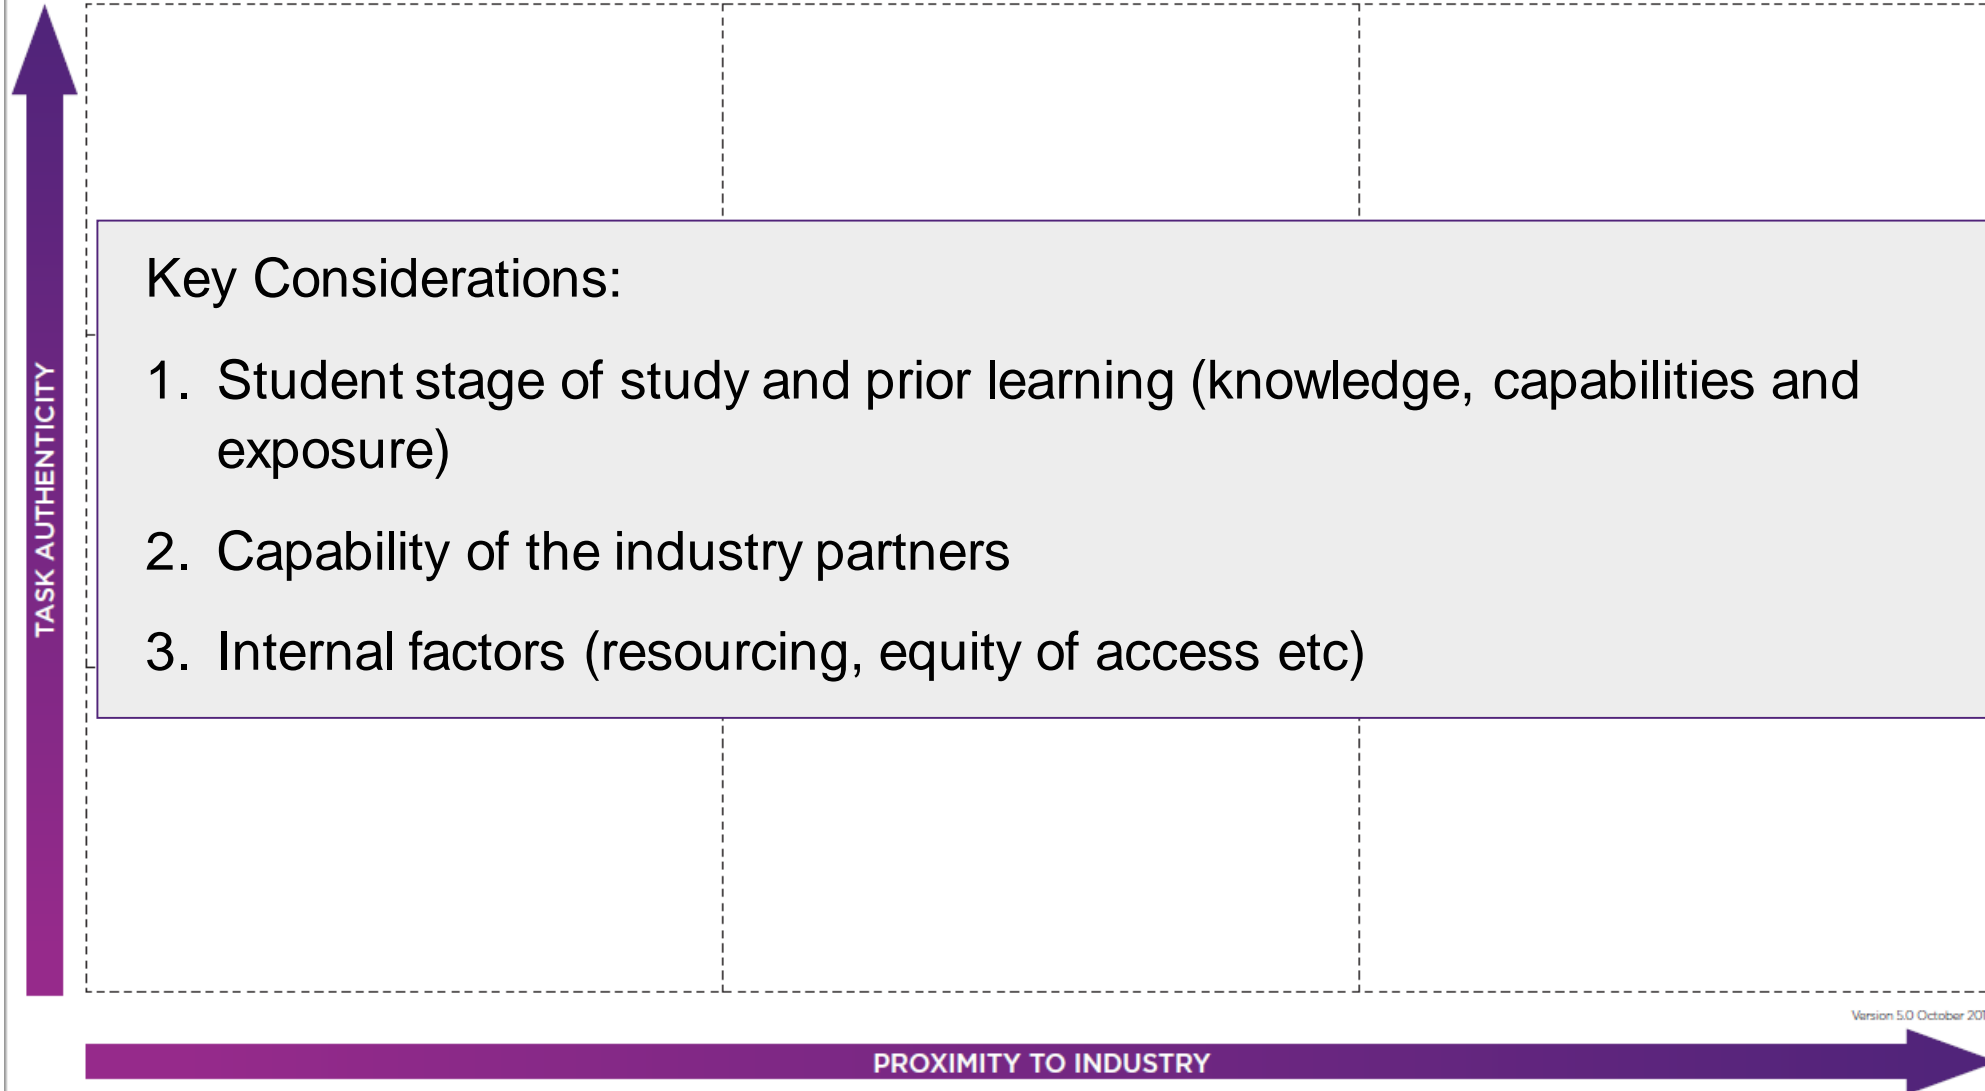 TASK AUTHENTICITY
Key Considerations:
1. Student stage of study and prior learning (knowledge, capabilities and
exposure)
2. Capability of the industry partners
3. Internal factors (resourcing, equity of access etc)
Version 5.0 October
PROXIMITY TO INDUSTRY